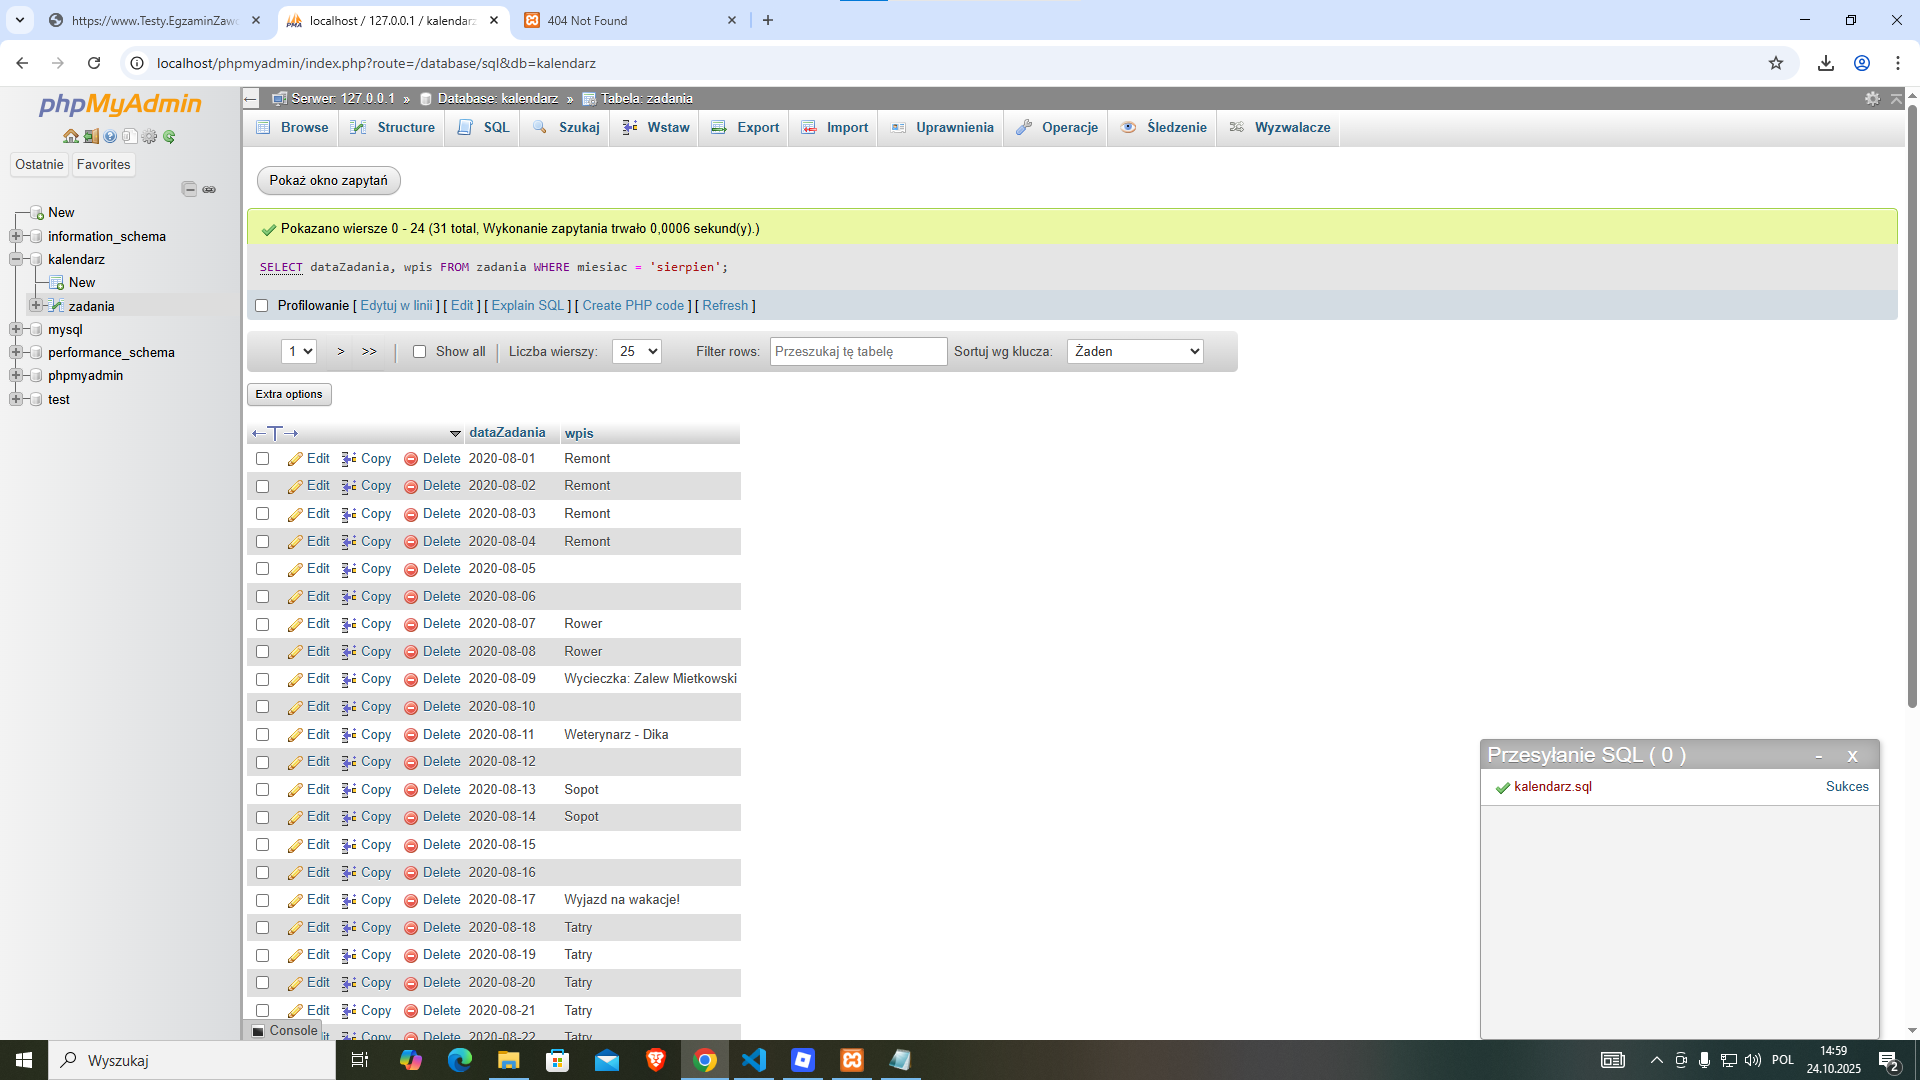 https://www.Testy.EgzaminZawo
localhost / 127.0.0.1 / kalendarz
404 Not Found
localhost/phpmyadmin/index.php?route=/database/sql&db=kalendarz
phpMyAdmin
Ostatnie Favorites
New
information_schema
kalendarz
New
zadania
mysql
performance_schema
phpmyadmin
test
Serwer: 127.0.0.1 » Database: kalendarz » Tabela: zadania
Browse Structure SQL Szukaj Wstaw Export Import Uprawnienia Operacje Śledzenie Wyzwalacze
Pokaż okno zapytań
Pokazano wiersze 0 - 24 (31 total, Wykonanie zapytania trwało 0,0006 sekund(y).)
SELECT dataZadania, wpis FROM zadania WHERE miesiac = 'sierpien';
Profilowanie [ Edytuj w linii ] [ Edit ] [ Explain SQL ] [ Create PHP code ] [ Refresh ]
1 > >> Show all Liczba wierszy: 25 Filter rows: Przeszukaj tę tabelę Sortuj wg klucza: Żaden
Extra options
←T→ dataZadania wpis
Edit Copy Delete 2020-08-01 Remont
Edit Copy Delete 2020-08-02 Remont
Edit Copy Delete 2020-08-03 Remont
Edit Copy Delete 2020-08-04 Remont
Edit Copy Delete 2020-08-05
Edit Copy Delete 2020-08-06
Edit Copy Delete 2020-08-07 Rower
Edit Copy Delete 2020-08-08 Rower
Edit Copy Delete 2020-08-09 Wycieczka: Zalew Mietkowski
Edit Copy Delete 2020-08-10
Edit Copy Delete 2020-08-11 Weterynarz - Dika
Edit Copy Delete 2020-08-12
Edit Copy Delete 2020-08-13 Sopot
Edit Copy Delete 2020-08-14 Sopot
Edit Copy Delete 2020-08-15
Edit Copy Delete 2020-08-16
Edit Copy Delete 2020-08-17 Wyjazd na wakacje!
Edit Copy Delete 2020-08-18 Tatry
Edit Copy Delete 2020-08-19 Tatry
Edit Copy Delete 2020-08-20 Tatry
Edit Copy Delete 2020-08-21 Tatry
Copy Delete 2020-08-22 Tatry
Console
Przesyłanie SQL ( 0 ) - x
kalendarz.sql Sukces
Wyszukaj
POL
14:59
24.10.2025
2